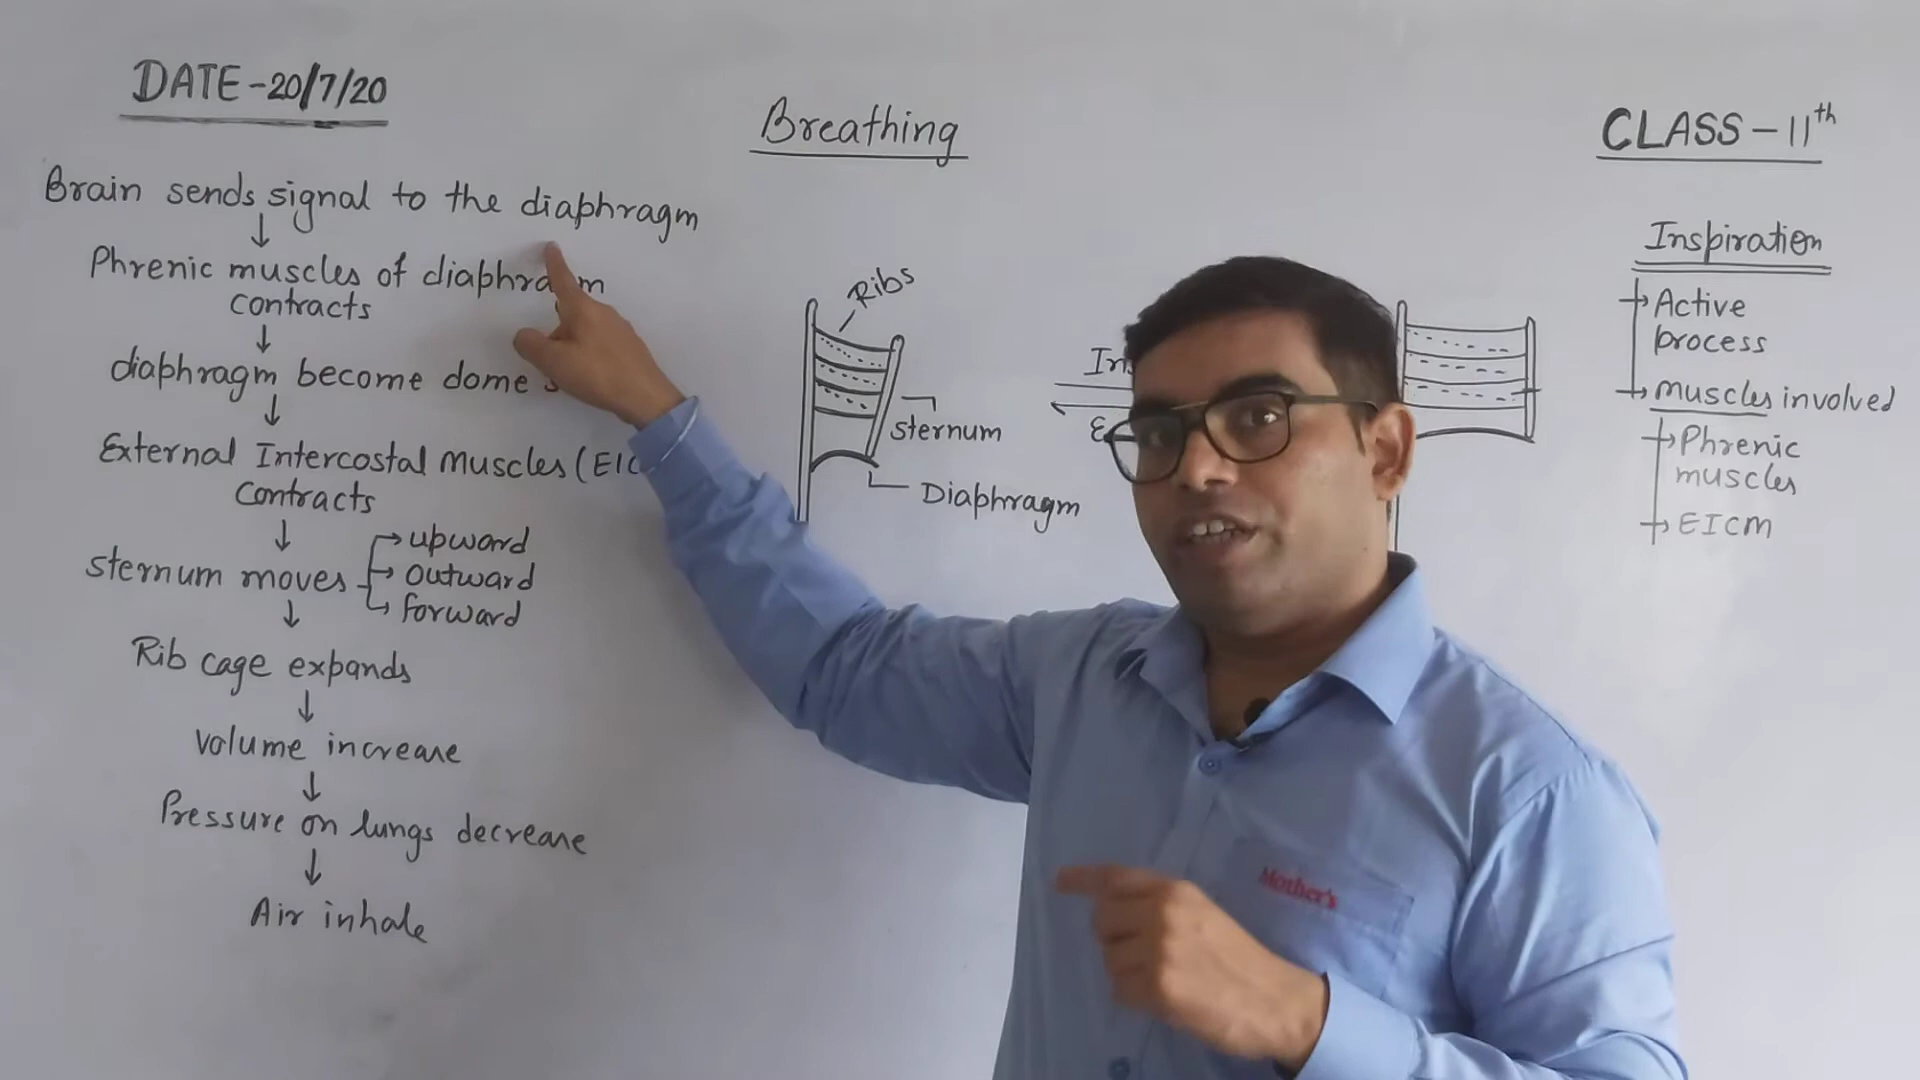 DATE-20/7/20
Brain sends signal to the diaphragm
↓
Phrenic muscles of diaphragm
contracts
↓
diaphragm become dome
↓
External Intercostal Muscles (EIC
contracts
↓
sternum moves → upward
→ outward
→ forward
↓
Rib cage expands
↓
volume increase
↓
Pressure on lungs decrease
↓
Air inhale
Breathing
Ribs
sternum
Diaphragm
CLASS-11th
Inspiration
→ Active
process
→ muscles involved
→ Phrenic
muscles
→ EICM
Mother's